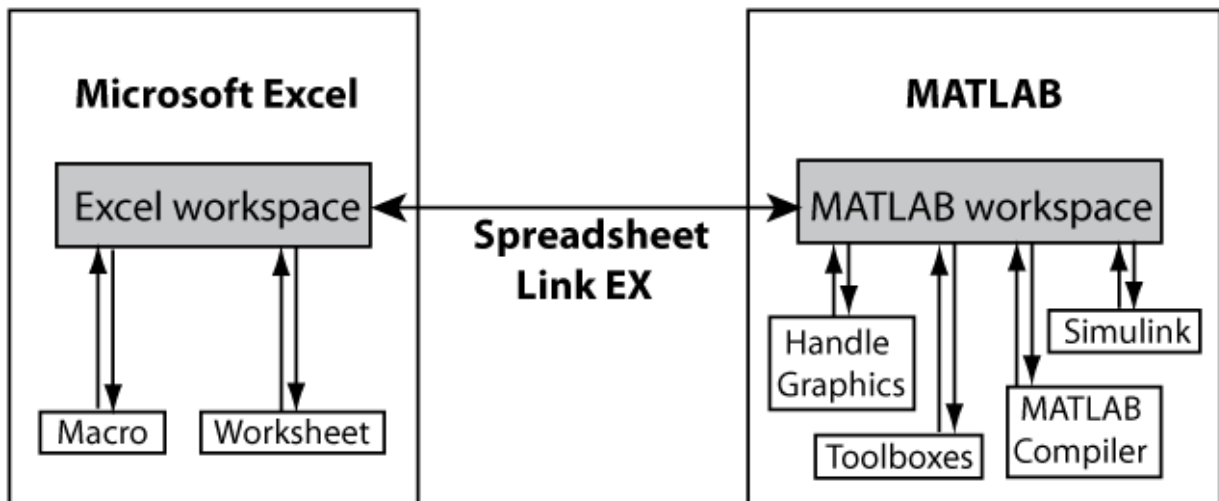 Microsoft Excel
Excel workspace
Macro
Worksheet
Spreadsheet
Link EX
MATLAB
MATLAB workspace
Handle
Graphics
Toolboxes
MATLAB
Compiler
Simulink